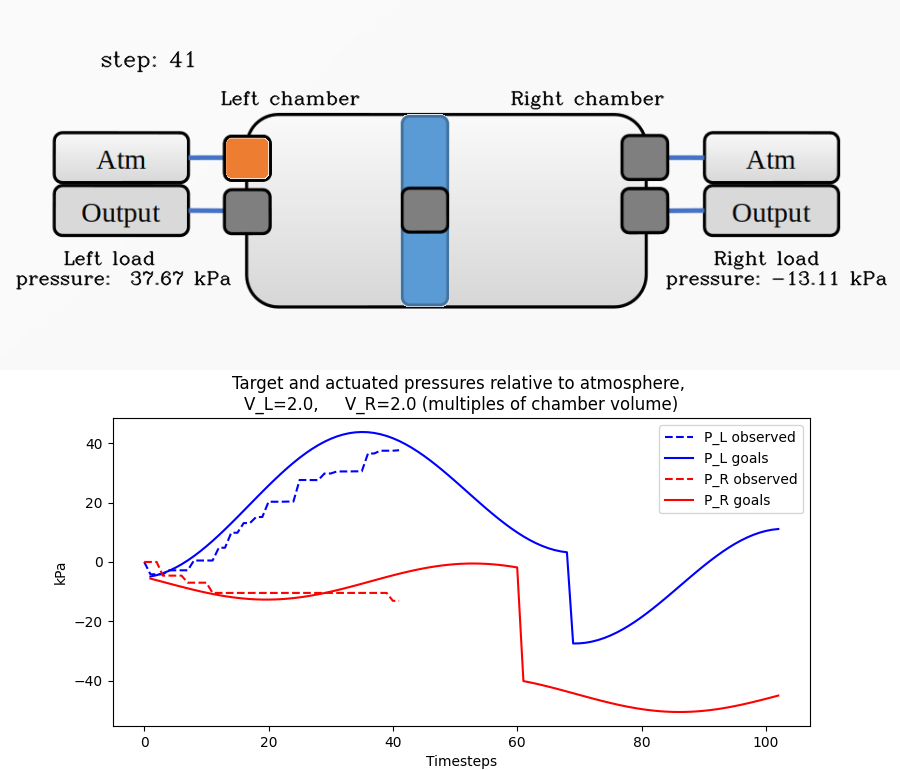 step: 41
Left chamber
Right chamber
Atm
Atm
Output
Output
Left load
pressure: 37.67 kPa
Right load
pressure: −13.11 kPa
Target and actuated pressures relative to atmosphere,
V_L=2.0, V_R=2.0 (multiples of chamber volume)
P_L observed
P_L goals
P_R observed
P_R goals
40
20
0
−20
−40
kPa
0 20 40 60 80 100
Timesteps